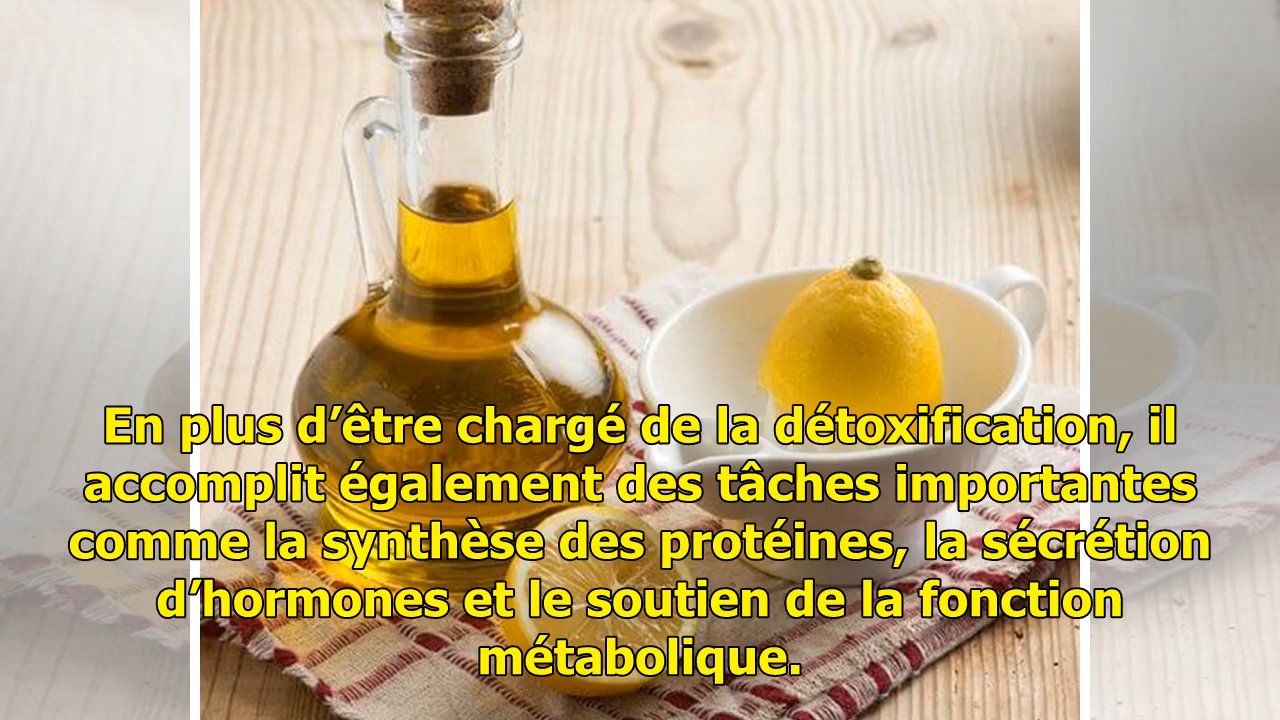 En plus d’être chargé de la détoxification, il
accomplit également des tâches importantes
comme la synthèse des protéines, la sécrétion
d’hormones et le soutien de la fonction
métabolique.